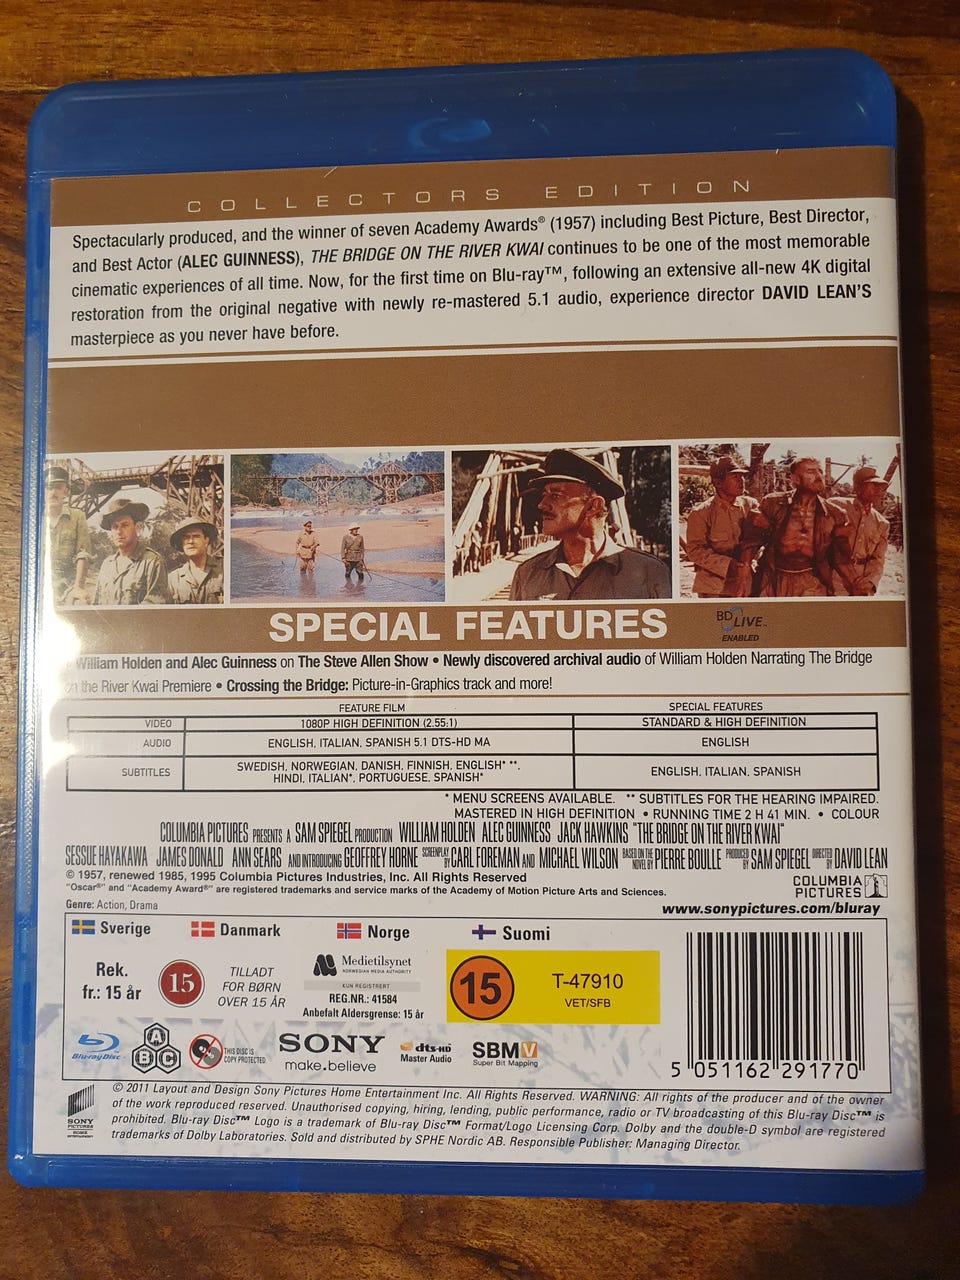 COLLECTORS EDITION
Spectacularly produced, and the winner of seven Academy Awards® (1957) including Best Picture, Best Director,
and Best Actor (ALEC GUINNESS), THE BRIDGE ON THE RIVER KWAI continues to be one of the most memorable
cinematic experiences of all time. Now, for the first time on Blu-ray™, following an extensive all-new 4K digital
restoration from the original negative with newly re-mastered 5.1 audio, experience director DAVID LEAN'S
masterpiece as you never have before.
SPECIAL FEATURES
BD LIVE™
ENABLED
William Holden and Alec Guinness on The Steve Allen Show • Newly discovered archival audio of William Holden Narrating The Bridge
on the River Kwai Premiere • Crossing the Bridge: Picture-in-Graphics track and more!
FEATURE FILM SPECIAL FEATURES
VIDEO 1080P HIGH DEFINITION (2.55:1) STANDARD & HIGH DEFINITION
AUDIO ENGLISH, ITALIAN, SPANISH 5.1 DTS-HD MA ENGLISH
SUBTITLES SWEDISH, NORWEGIAN, DANISH, FINNISH, ENGLISH* **,
HINDI, ITALIAN*, PORTUGUESE, SPANISH* ENGLISH, ITALIAN, SPANISH
* MENU SCREENS AVAILABLE. ** SUBTITLES FOR THE HEARING IMPAIRED.
MASTERED IN HIGH DEFINITION • RUNNING TIME 2 H 41 MIN. • COLOUR
COLUMBIA PICTURES PRESENTS A SAM SPIEGEL PRODUCTION WILLIAM HOLDEN ALEC GUINNESS JACK HAWKINS "THE BRIDGE ON THE RIVER KWAI"
SESSUE HAYAKAWA JAMES DONALD ANN SEARS AND INTRODUCING GEOFFREY HORNE SCREENPLAY BY CARL FOREMAN AND MICHAEL WILSON BASED ON THE NOVEL BY PIERRE BOULLE PRODUCED BY SAM SPIEGEL DIRECTED BY DAVID LEAN
© 1957, renewed 1985, 1995 Columbia Pictures Industries, Inc. All Rights Reserved
"Oscar®" and "Academy Award®" are registered trademarks and service marks of the Academy of Motion Picture Arts and Sciences.
COLUMBIA
PICTURES
Genre: Action, Drama
www.sonypictures.com/bluray
Sverige Danmark Norge Suomi
Rek.
fr.: 15 år
15
TILLADT
FOR BØRN
OVER 15 ÅR
Medietilsynet
NORWEGIAN MEDIA AUTHORITY
KUN REGISTRERT
REG.NR.: 41584
Anbefalt Aldersgrense: 15 år
15
T-47910
VET/SFB
Blu-ray Disc
A
B C
THIS DISC IS
COPY PROTECTED
SONY
make.believe
dts-HD
Master Audio
SBMV
Super Bit Mapping
5 051162 291770
SONY
PICTURES
HOME
ENTERTAINMENT
© 2011 Layout and Design Sony Pictures Home Entertainment Inc. All Rights Reserved. WARNING: All rights of the producer and of the owner
of the work reproduced reserved. Unauthorised copying, hiring, lending, public performance, radio or TV broadcasting of this Blu-ray Disc™ is
prohibited. Blu-ray Disc™ Logo is a trademark of Blu-ray Disc™ Format/Logo Licensing Corp. Dolby and the double-D symbol are registered
trademarks of Dolby Laboratories. Sold and distributed by SPHE Nordic AB. Responsible Publisher: Managing Director.